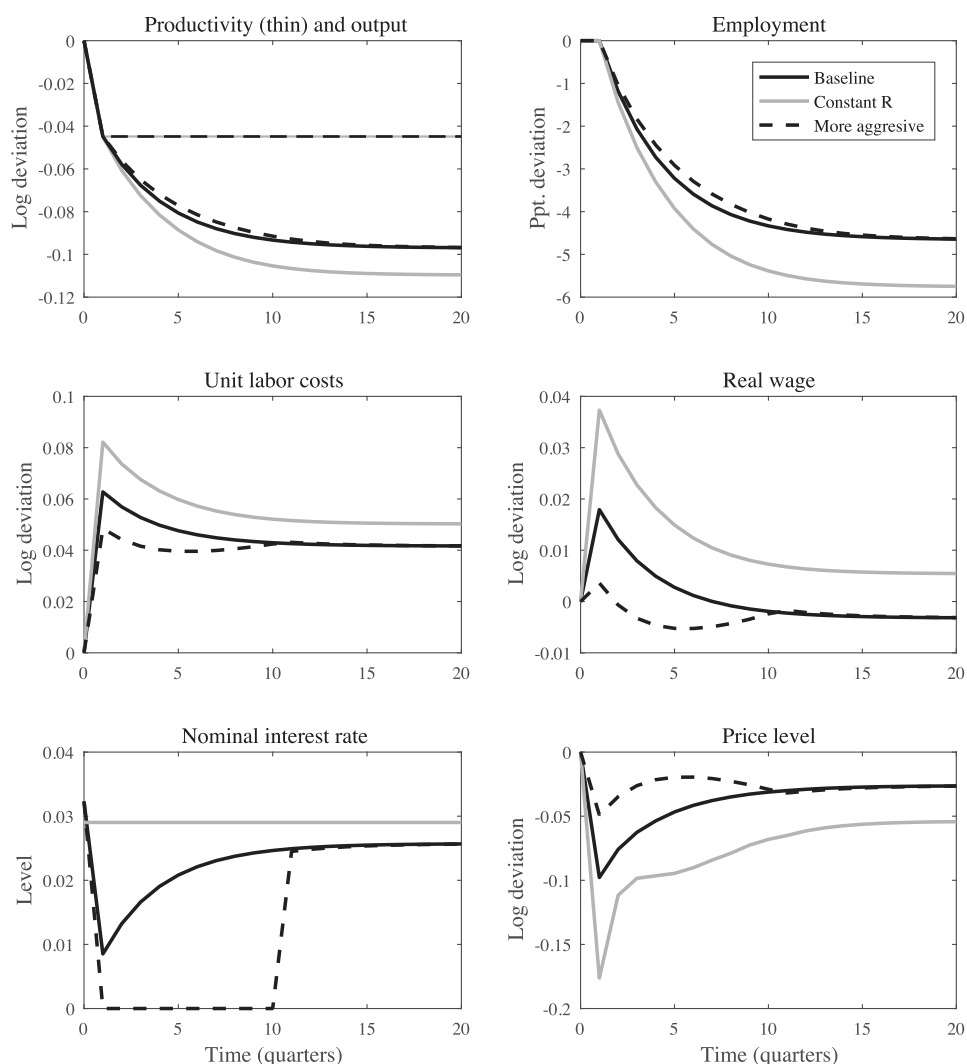 Productivity (thin) and output
Log deviation
0
-0.02
-0.04
-0.06
-0.08
-0.1
-0.12
0 5 10 15 20
Employment
Ppt. deviation
0
-1
-2
-3
-4
-5
-6
0 5 10 15 20
Baseline
Constant R
More aggresive
Unit labor costs
Log deviation
0.1
0.08
0.06
0.04
0.02
0
0 5 10 15 20
Real wage
Log deviation
0.04
0.03
0.02
0.01
0
-0.01
0 5 10 15 20
Nominal interest rate
Level
0.04
0.03
0.02
0.01
0
0 5 10 15 20
Time (quarters)
Price level
Log deviation
0
-0.05
-0.1
-0.15
-0.2
0 5 10 15 20
Time (quarters)